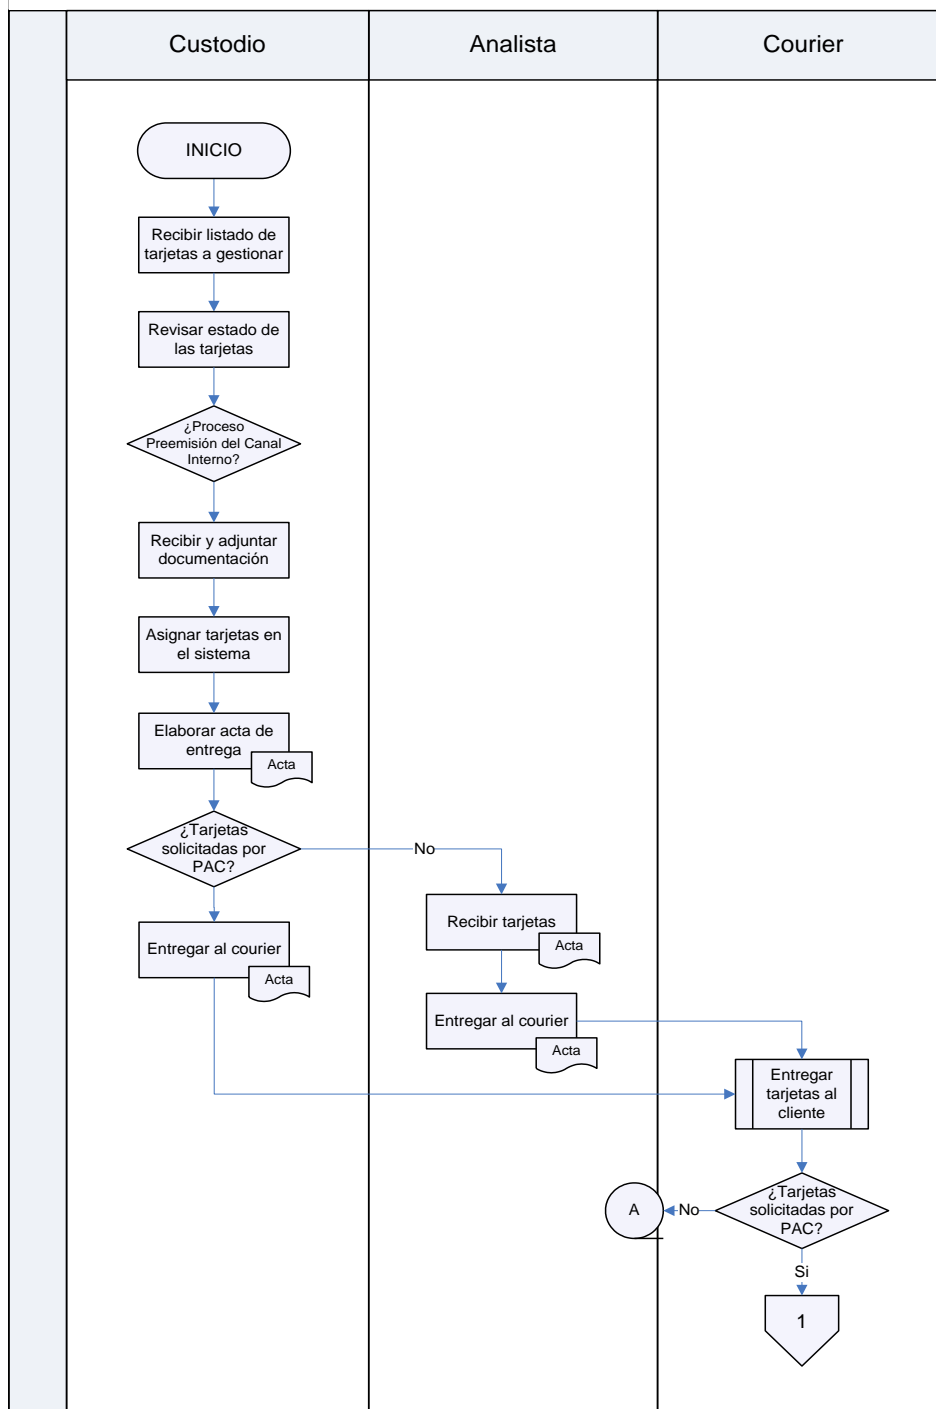 Custodio
Analista
Courier
INICIO
Recibir listado de
tarjetas a gestionar
Revisar estado de
las tarjetas
¿Proceso
Preemisión del Canal
Interno?
Recibir y adjuntar
documentación
Asignar tarjetas en
el sistema
Elaborar acta de
entrega
Acta
¿Tarjetas
solicitadas por
PAC?
No
Recibir tarjetas
Acta
Entregar al courier
Acta
Entregar al courier
Acta
Entregar
tarjetas al
cliente
¿Tarjetas
solicitadas por
PAC?
No
A
Si
1